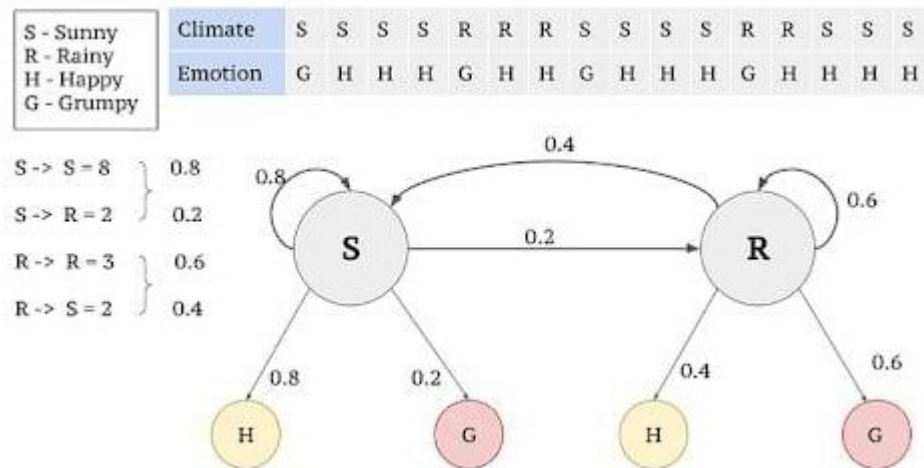 S - Sunny
R - Rainy
H - Happy
G - Grumpy
Climate S S S S R R R S S S S R R S S S
Emotion G H H H G H H G H H H G H H H H
S -> S = 8 0.8
S -> R = 2 0.2
R -> R = 3 0.6
R -> S = 2 0.4
0.4
0.8
0.6
S
0.2
R
0.8
0.2
0.4
0.6
H
G
H
G